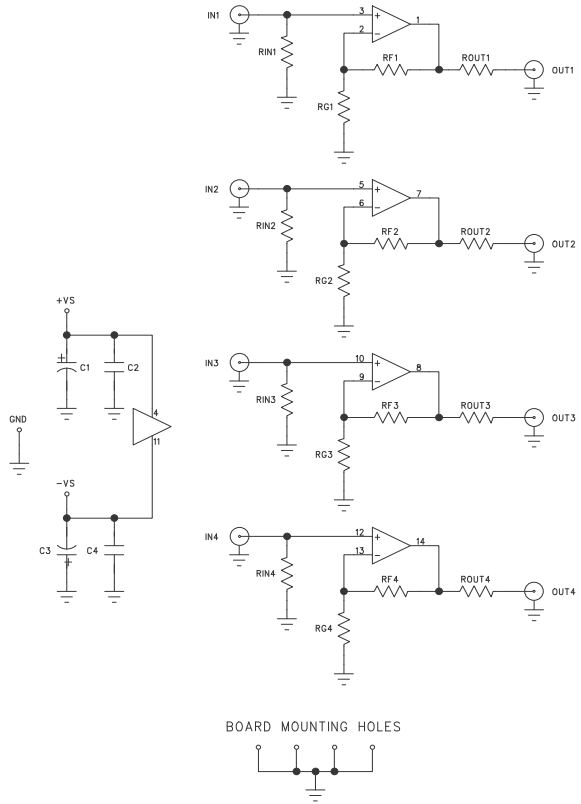 IN1
3
+
1
2
−
RIN1
RF1
ROUT1
OUT1
RG1
IN2
5
+
7
6
−
RIN2
RF2
ROUT2
OUT2
RG2
+VS
+
C1
C2
IN3
10
+
8
9
−
RIN3
RF3
ROUT3
OUT3
RG3
GND
4
11
−VS
C3
C4
+
IN4
12
+
14
13
−
RIN4
RF4
ROUT4
OUT4
RG4
BOARD MOUNTING HOLES